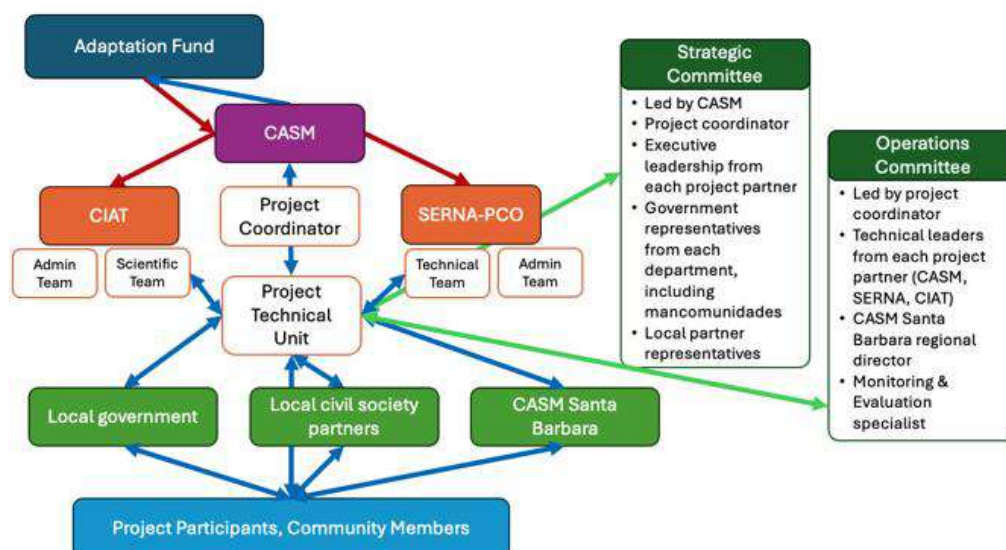 Adaptation Fund
CASM
CIAT
Project
Coordinator
SERNA-PCO
Admin
Team
Scientific
Team
Technical
Team
Admin
Team
Project
Technical
Unit
Local government
Local civil society
partners
CASM Santa
Barbara
Project Participants, Community Members
Strategic
Committee
• Led by CASM
• Project coordinator
• Executive
leadership from
each project partner
• Government
representatives
from each
department,
including
mancomunidades
• Local partner
representatives
Operations
Committee
• Led by project
coordinator
• Technical leaders
from each project
partner (CASM,
SERNA, CIAT)
• CASM Santa
Barbara regional
director
• Monitoring &
Evaluation
specialist